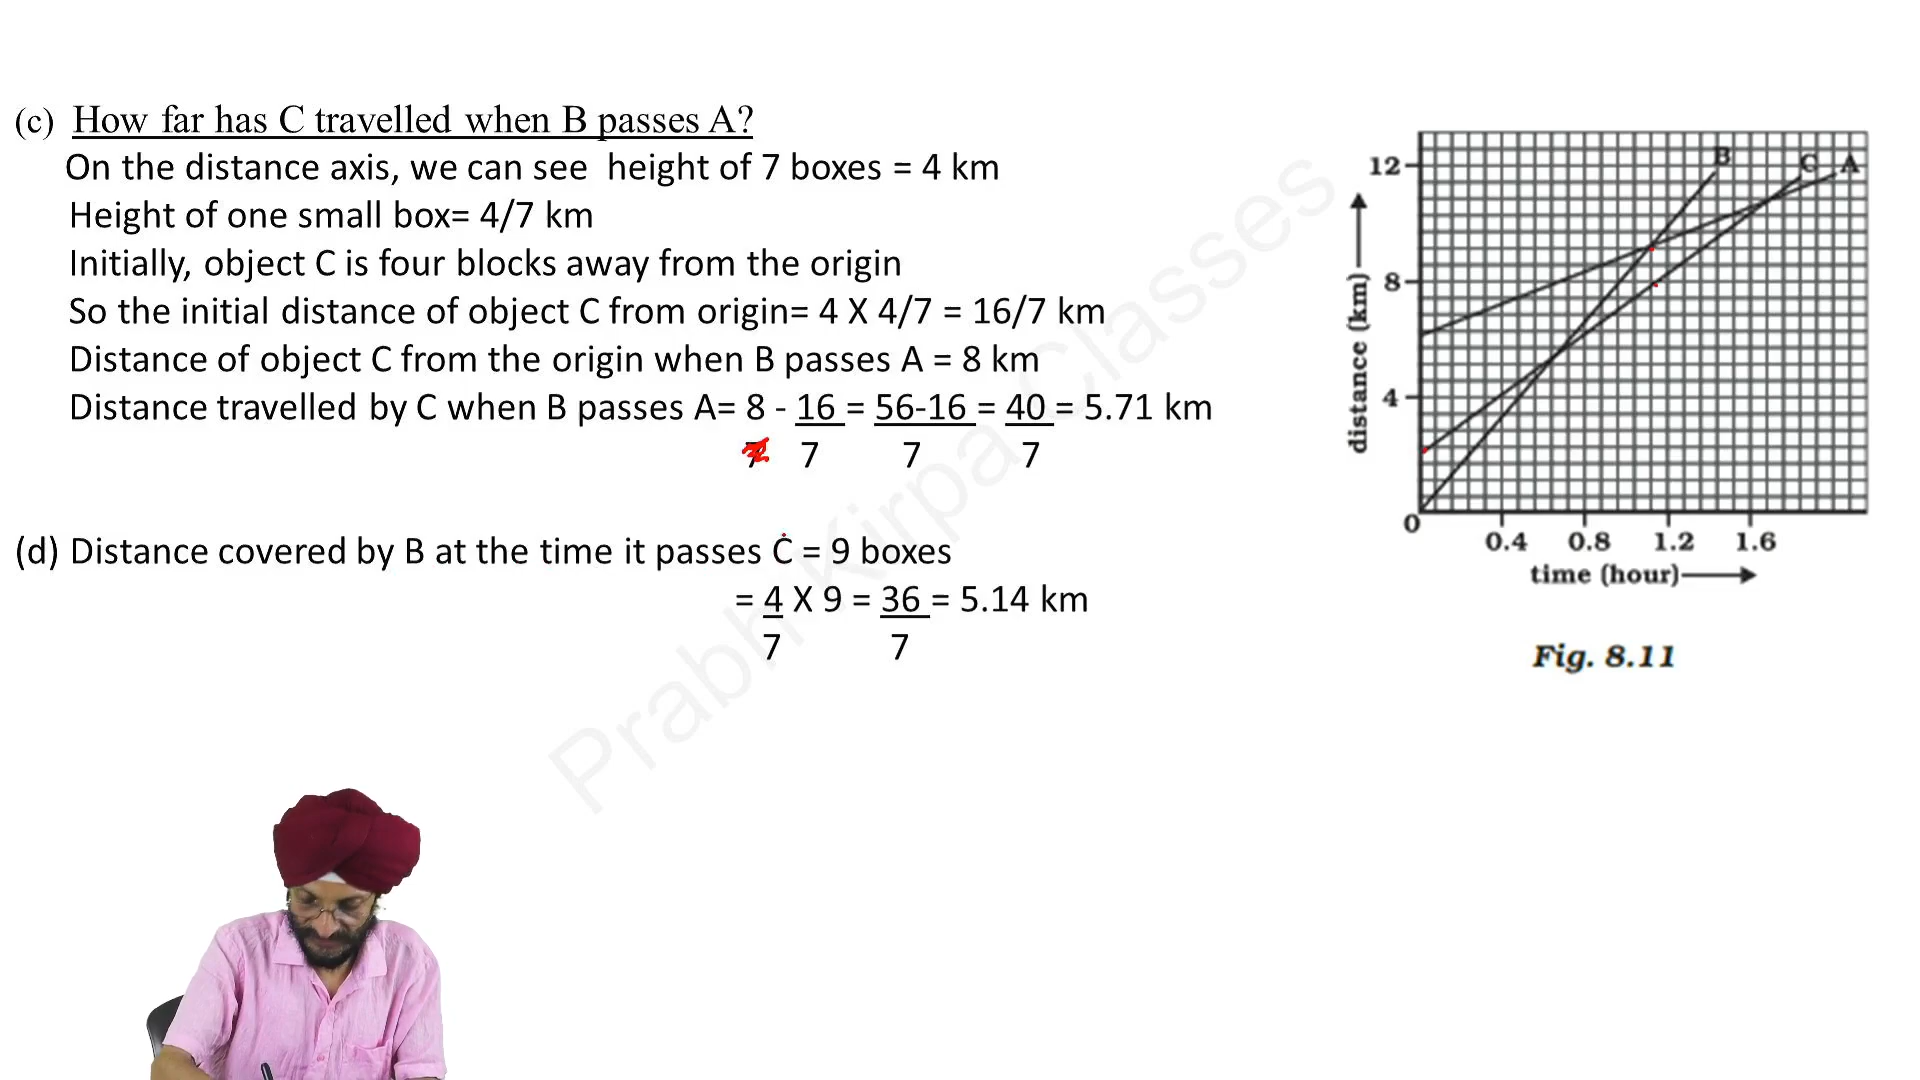 (c) How far has C travelled when B passes A?
On the distance axis, we can see height of 7 boxes = 4 km
Height of one small box= 4/7 km
Initially, object C is four blocks away from the origin
So the initial distance of object C from origin= 4 X 4/7 = 16/7 km
Distance of object C from the origin when B passes A = 8 km
Distance travelled by C when B passes A= 8 - 16 = 56-16 = 40 = 5.71 km
7 7 7
(d) Distance covered by B at the time it passes C = 9 boxes
= 4 X 9 = 36 = 5.14 km
7 7
Prabh Kirpa Classes
B C A
12
8
4
0
distance (km)
0.4 0.8 1.2 1.6
time (hour)
Fig. 8.11